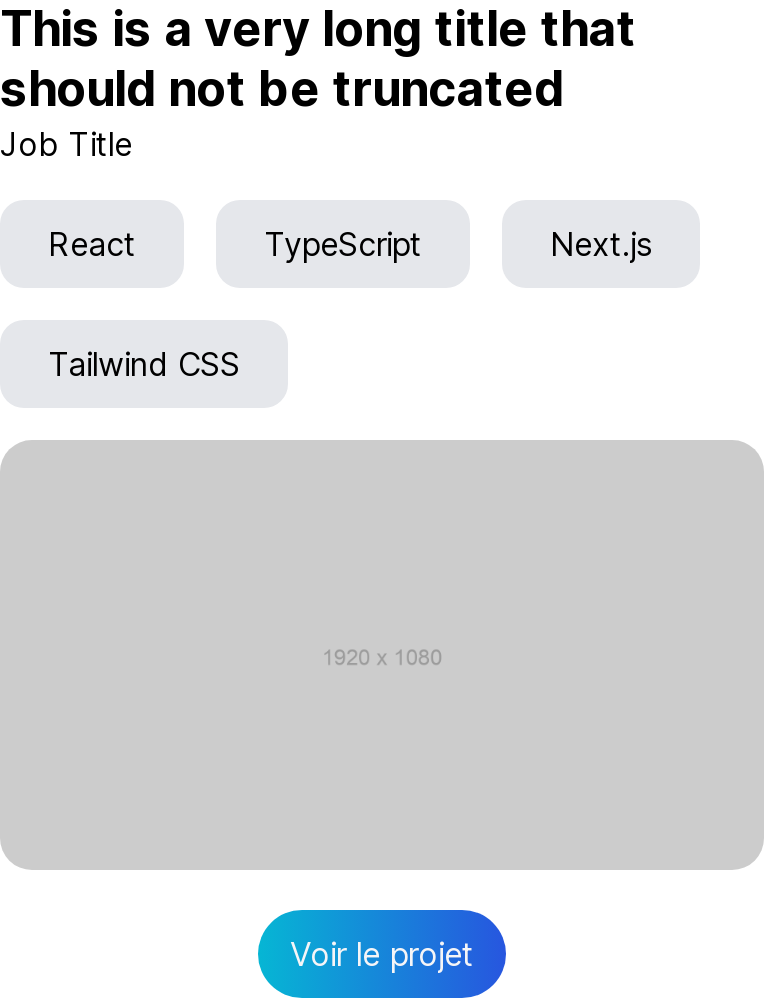 This is a very long title that
should not be truncated
Job Title
React TypeScript Next.js
Tailwind CSS
1920 x 1080
Voir le projet